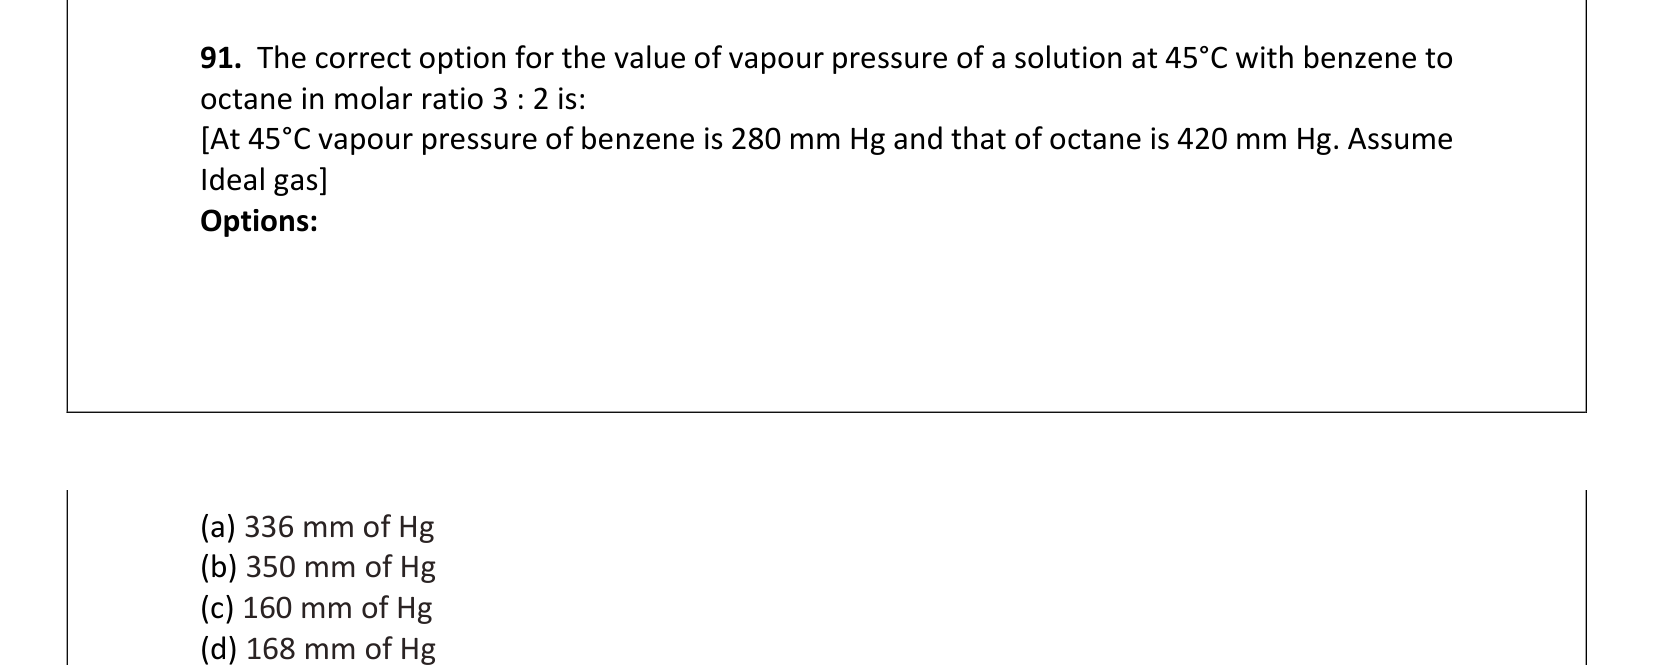 91. The correct option for the value of vapour pressure of a solution at 45°C with benzene to
octane in molar ratio 3 : 2 is:
[At 45°C vapour pressure of benzene is 280 mm Hg and that of octane is 420 mm Hg. Assume
Ideal gas]
Options:
(a) 336 mm of Hg
(b) 350 mm of Hg
(c) 160 mm of Hg
(d) 168 mm of Hg